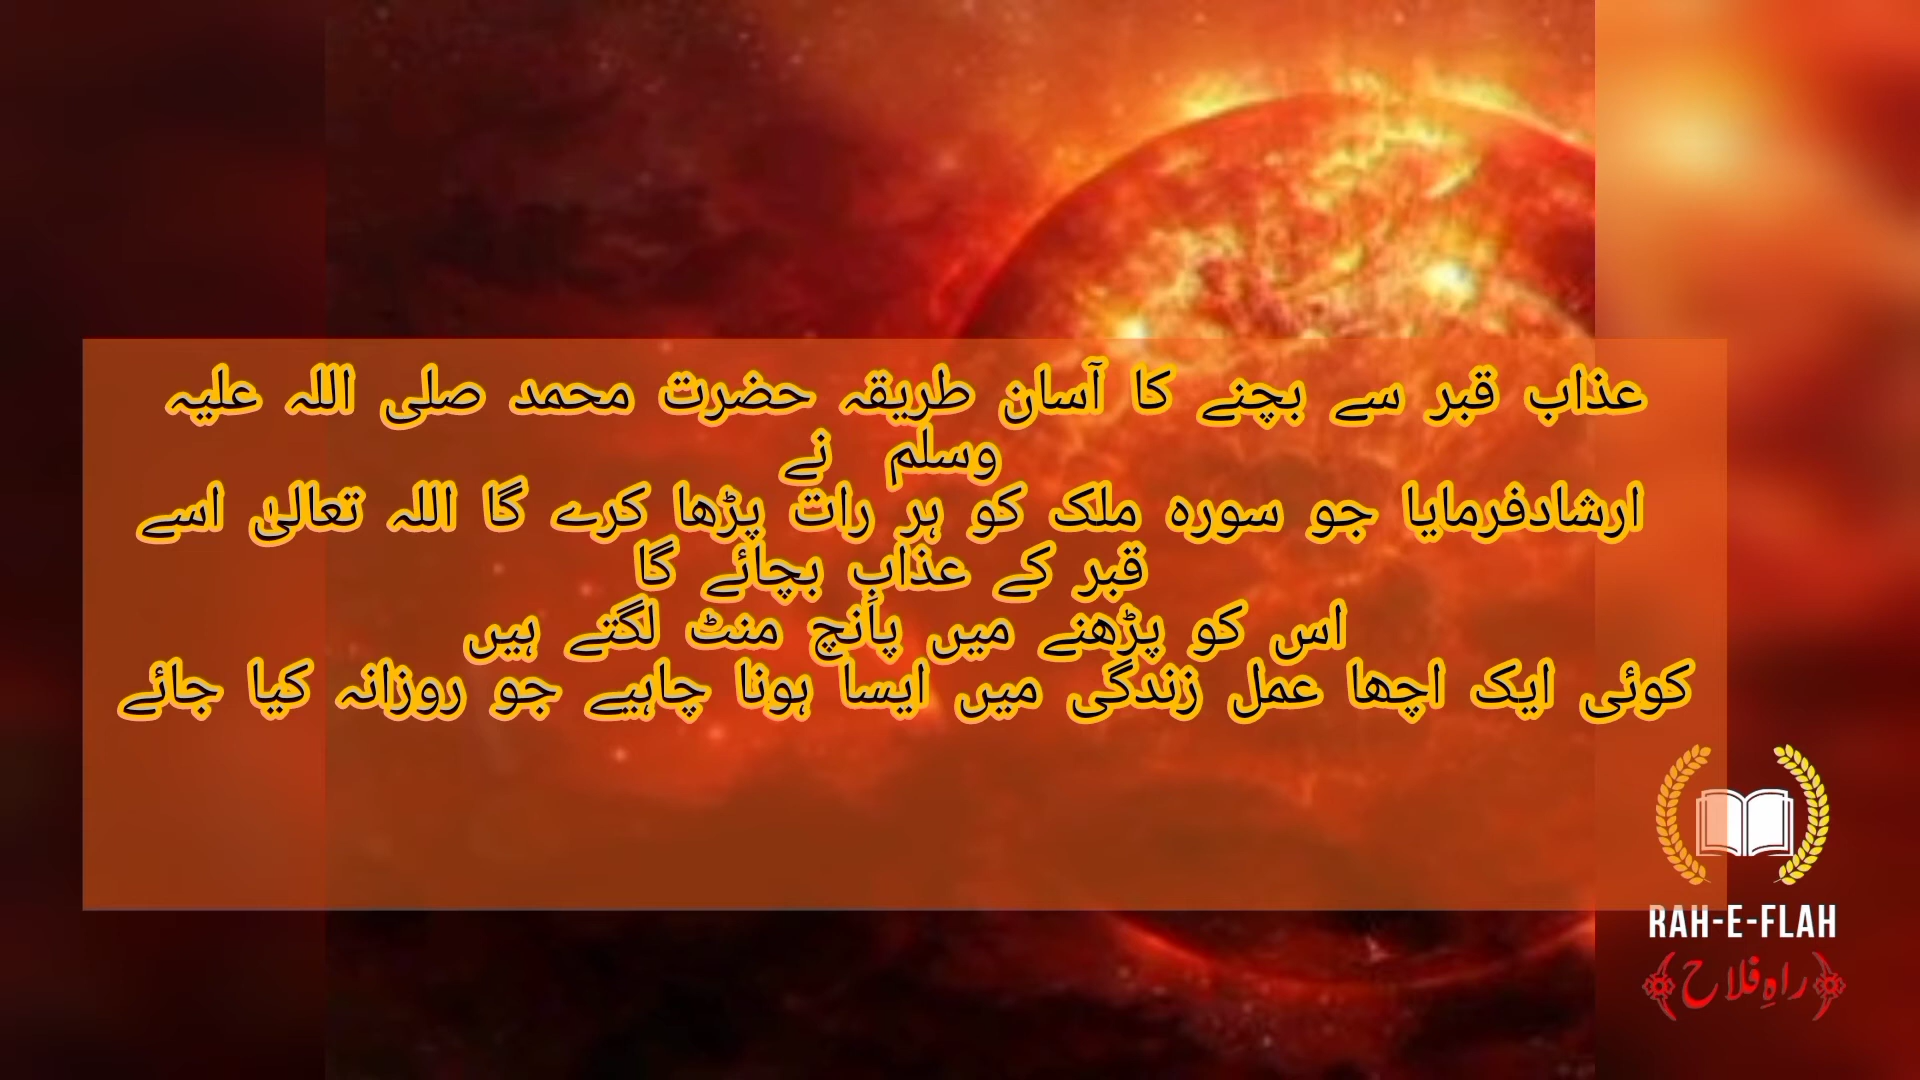 عذاب قبر سے بچنے کا آسان طریقہ حضرت محمد صلی اللہ علیہ
وسلم نے
ارشادفرمایا جو سورہ ملک کو ہر رات پڑھا کرے گا اللہ تعالیٰ اسے
قبر کے عذابِ بچائے گا
اس کو پڑھنے میں پانچ منٹ لگتے ہیں
کوئی ایک اچھا عمل زندگی میں ایسا ہونا چاہیے جو روزانہ کیا جائے
RAH-E-FLAH
راہِ فلاح